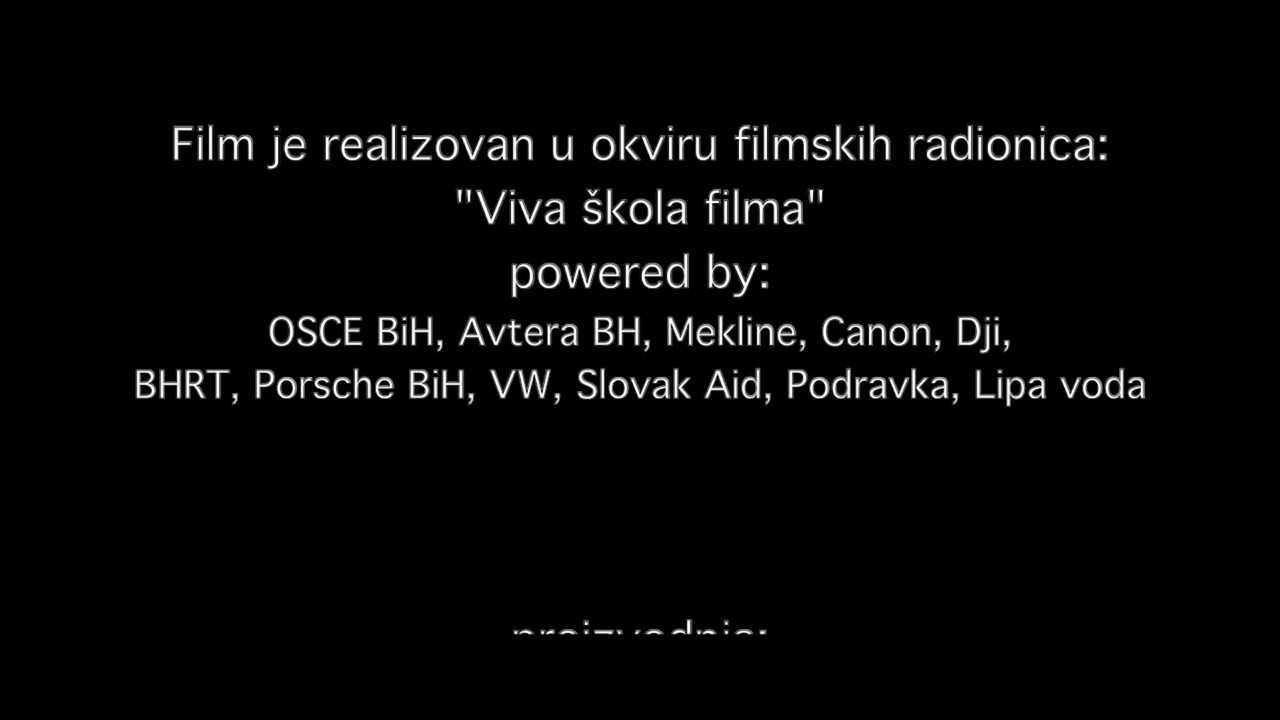 Film je realizovan u okviru filmskih radionica:
"Viva škola filma"
powered by:
OSCE BiH, Avtera BH, Mekline, Canon, Dji,
BHRT, Porsche BiH, VW, Slovak Aid, Podravka, Lipa voda
proizvodnja: